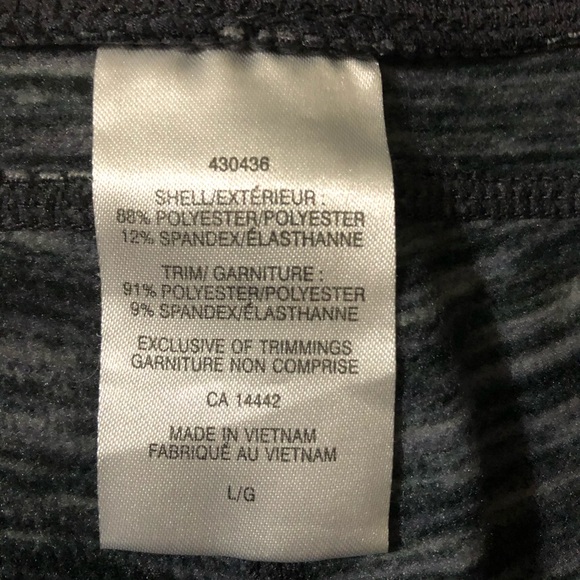 430436
SHELL/EXTÉRIEUR :
88% POLYESTER/POLYESTER
12% SPANDEX/ÉLASTHANNE
TRIM/ GARNITURE :
91% POLYESTER/POLYESTER
9% SPANDEX/ÉLASTHANNE
EXCLUSIVE OF TRIMMINGS
GARNITURE NON COMPRISE
CA 14442
MADE IN VIETNAM
FABRIQUÉ AU VIETNAM
L/G